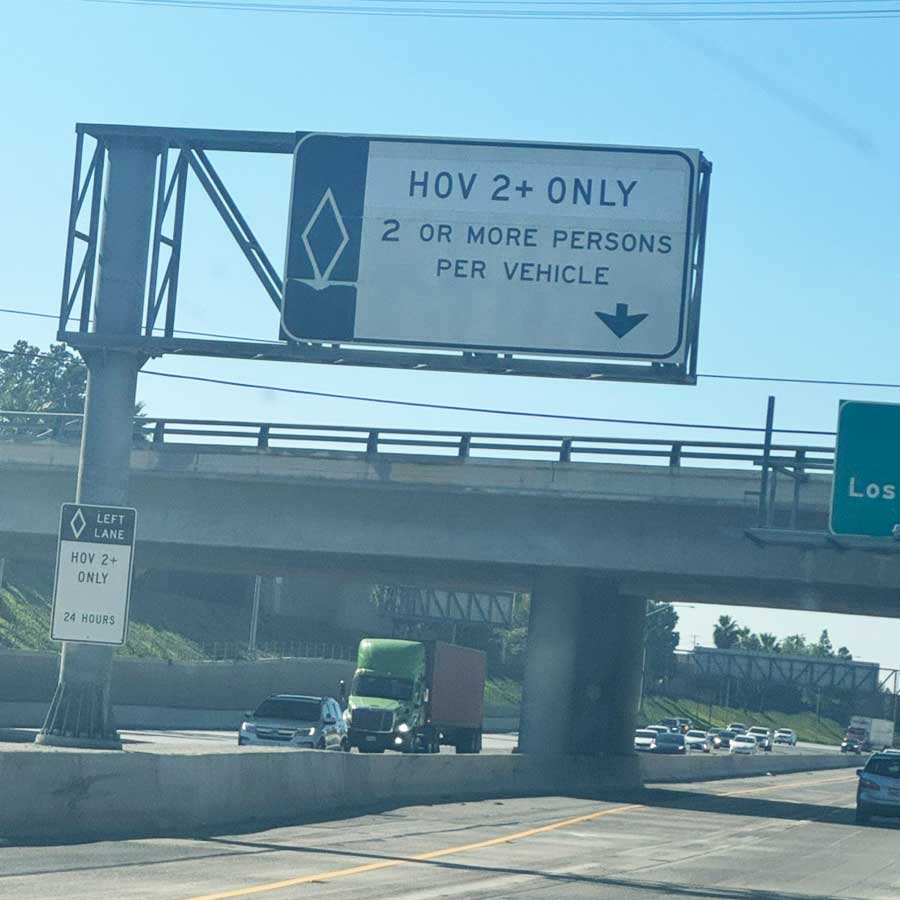 HOV 2+ ONLY
2 OR MORE PERSONS
PER VEHICLE
LEFT
LANE
HOV 2+
ONLY
24 HOURS
Los